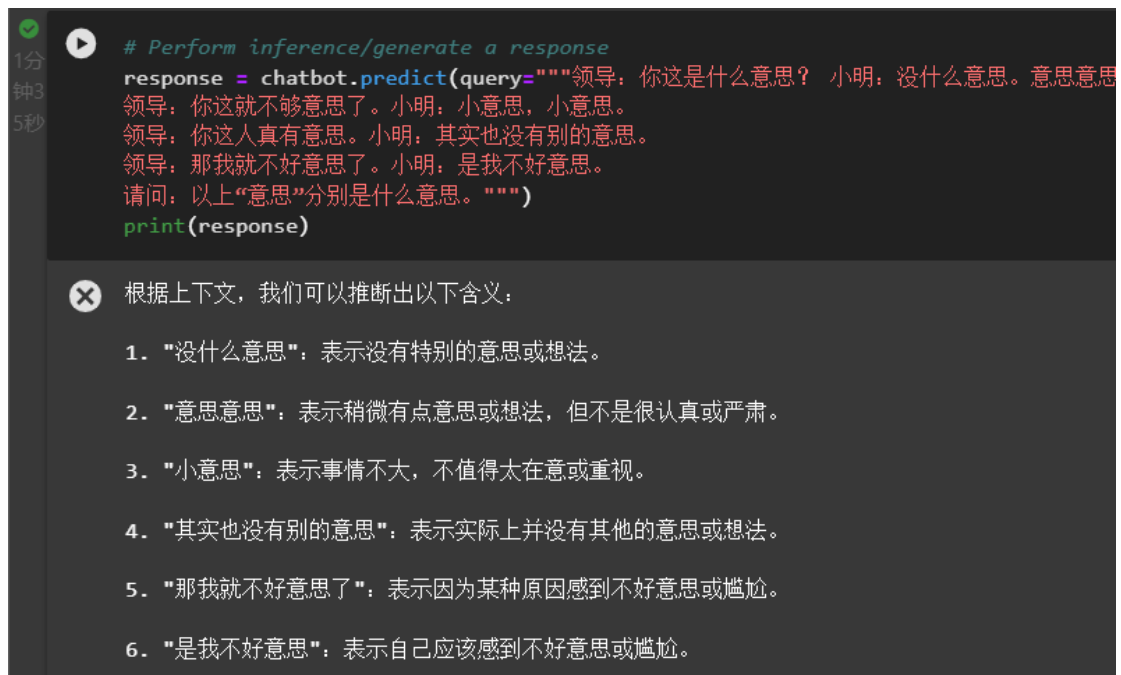 # Perform inference/generate a response
response = chatbot.predict(query="""领导：你这是什么意思？ 小明：没什么意思。意思意思
领导：你这就不够意思了。小明：小意思，小意思。
领导：你这人真有意思。小明：其实也没有别的意思。
领导：那我就不好意思了。小明：是我不好意思。
请问：以上“意思”分别是什么意思。""")
print(response)
1分
钟3
5秒
根据上下文，我们可以推断出以下含义：
1. "没什么意思"：表示没有特别的意思或想法。
2. "意思意思"：表示稍微有点意思或想法，但不是很认真或严肃。
3. "小意思"：表示事情不大，不值得太在意或重视。
4. "其实也没有别的意思"：表示实际上并没有其他的意思或想法。
5. "那我就不好意思了"：表示因为某种原因感到不好意思或尴尬。
6. "是我不好意思"：表示自己应该感到不好意思或尴尬。